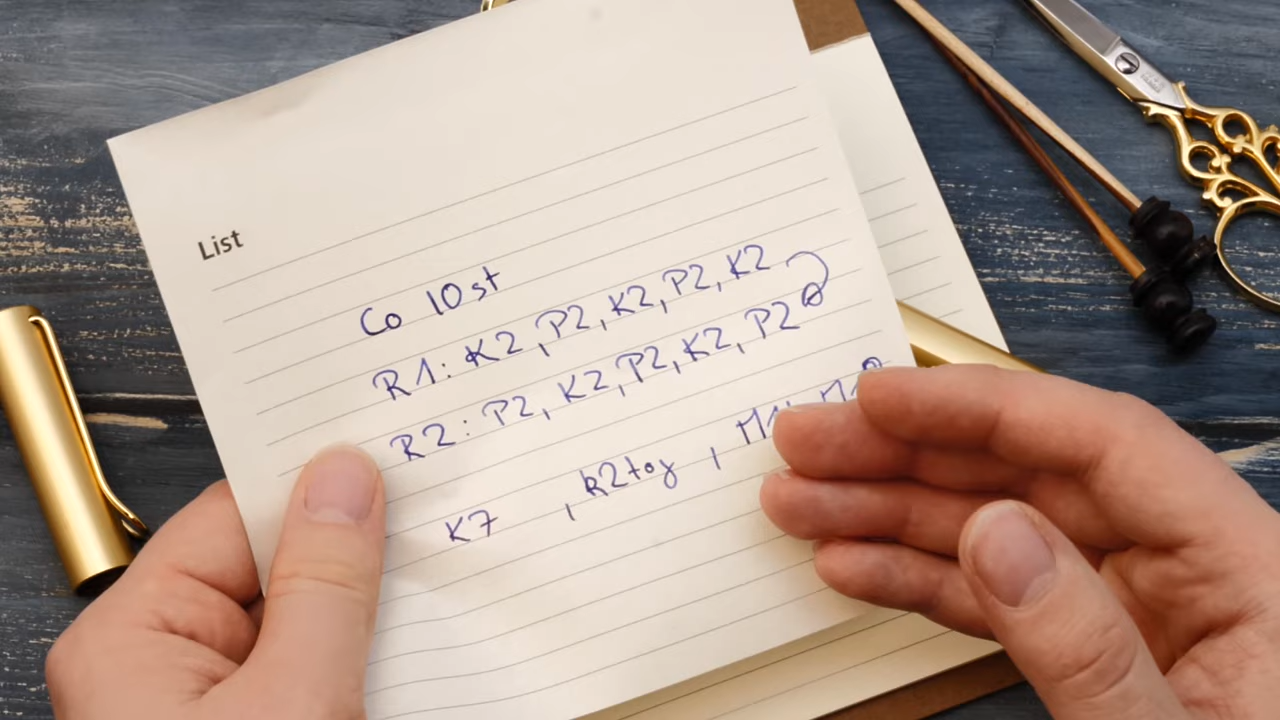 List
Co 10st
R1: K2, P2, K2, P2, K2
R2: P2, K2, P2, K2, P2
K7 , k2tog ,